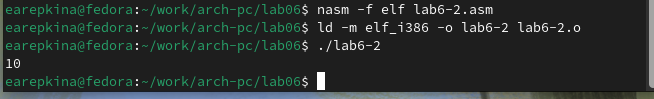 earepkina@fedora:~/work/arch-pc/lab06$ nasm -f elf lab6-2.asm
earepkina@fedora:~/work/arch-pc/lab06$ ld -m elf_i386 -o lab6-2 lab6-2.o
earepkina@fedora:~/work/arch-pc/lab06$ ./lab6-2
10
earepkina@fedora:~/work/arch-pc/lab06$